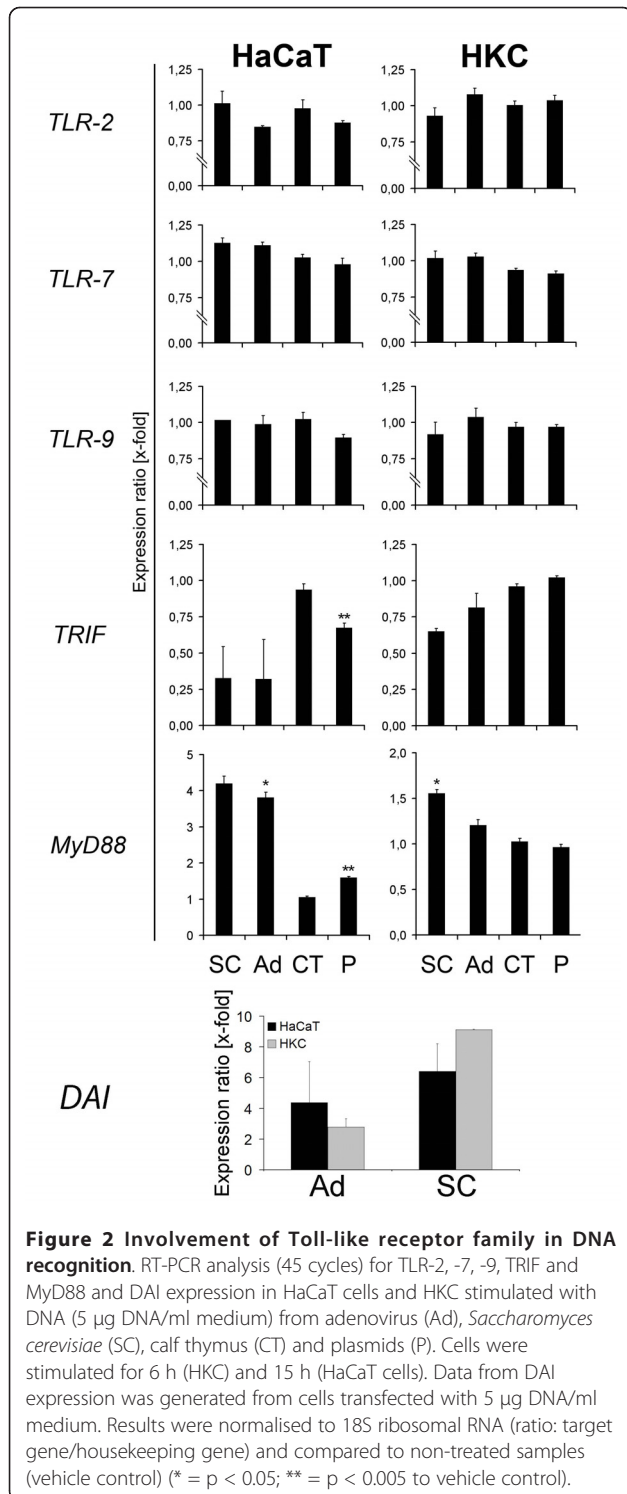 HaCaT HKC
TLR-2
1,25 1,25
1,00 1,00
0,75 0,75
0,00 0,00
TLR-7
1,25 1,25
1,00 1,00
0,75 0,75
0,00 0,00
TLR-9
Expression ratio [x-fold]
1,25 1,25
1,00 1,00
0,75 0,75
0,00 0,00
TRIF
1,25 1,25
1,00 1,00
0,75 ** 0,75
0,50 0,50
0,25 0,25
0,00 0,00
MyD88
5 2,0
4 * * 1,5
3
2 ** 1,0
1 0,5
0 0,0
SC Ad CT P SC Ad CT P
DAI
Expression ratio [x-fold]
10 HaCaT
8 HKC
6
4
2
0
Ad SC
Figure 2 Involvement of Toll-like receptor family in DNA
recognition. RT-PCR analysis (45 cycles) for TLR-2, -7, -9, TRIF and
MyD88 and DAI expression in HaCaT cells and HKC stimulated with
DNA (5 μg DNA/ml medium) from adenovirus (Ad), Saccharomyces
cerevisiae (SC), calf thymus (CT) and plasmids (P). Cells were
stimulated for 6 h (HKC) and 15 h (HaCaT cells). Data from DAI
expression was generated from cells transfected with 5 μg DNA/ml
medium. Results were normalised to 18S ribosomal RNA (ratio: target
gene/housekeeping gene) and compared to non-treated samples
(vehicle control) (* = p < 0.05; ** = p < 0.005 to vehicle control).